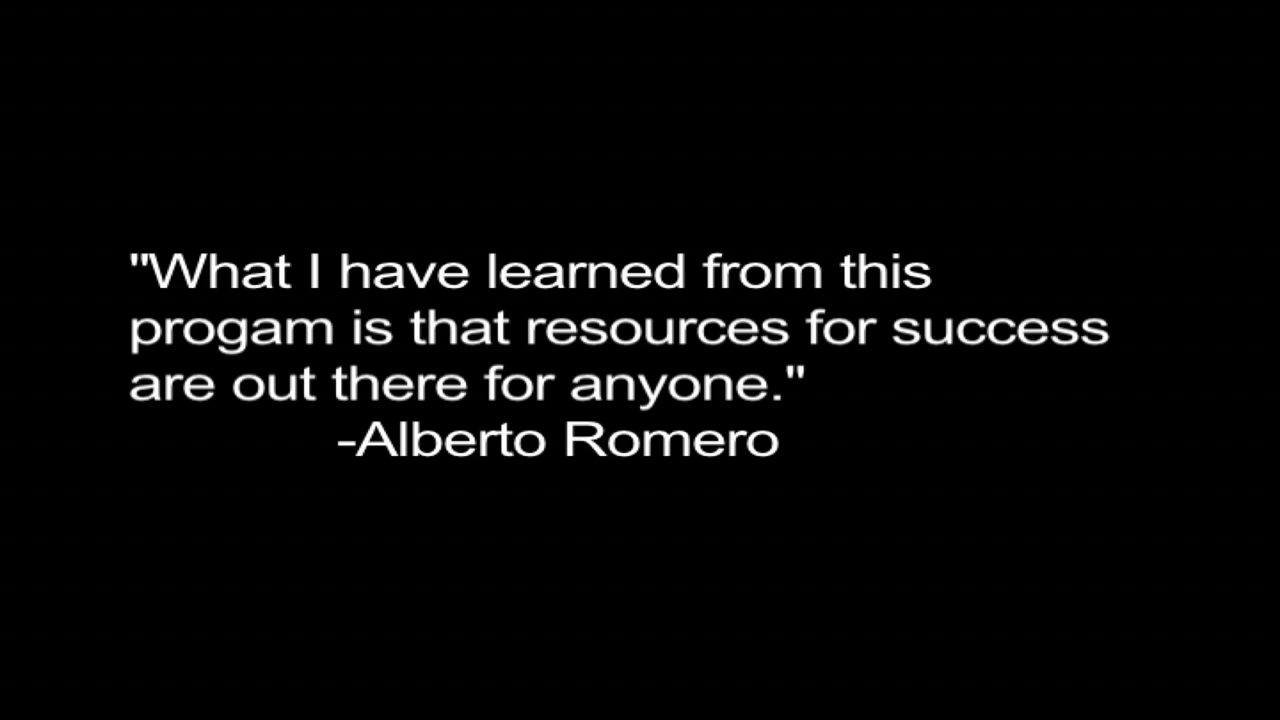 "What I have learned from this
progam is that resources for success
are out there for anyone."
-Alberto Romero